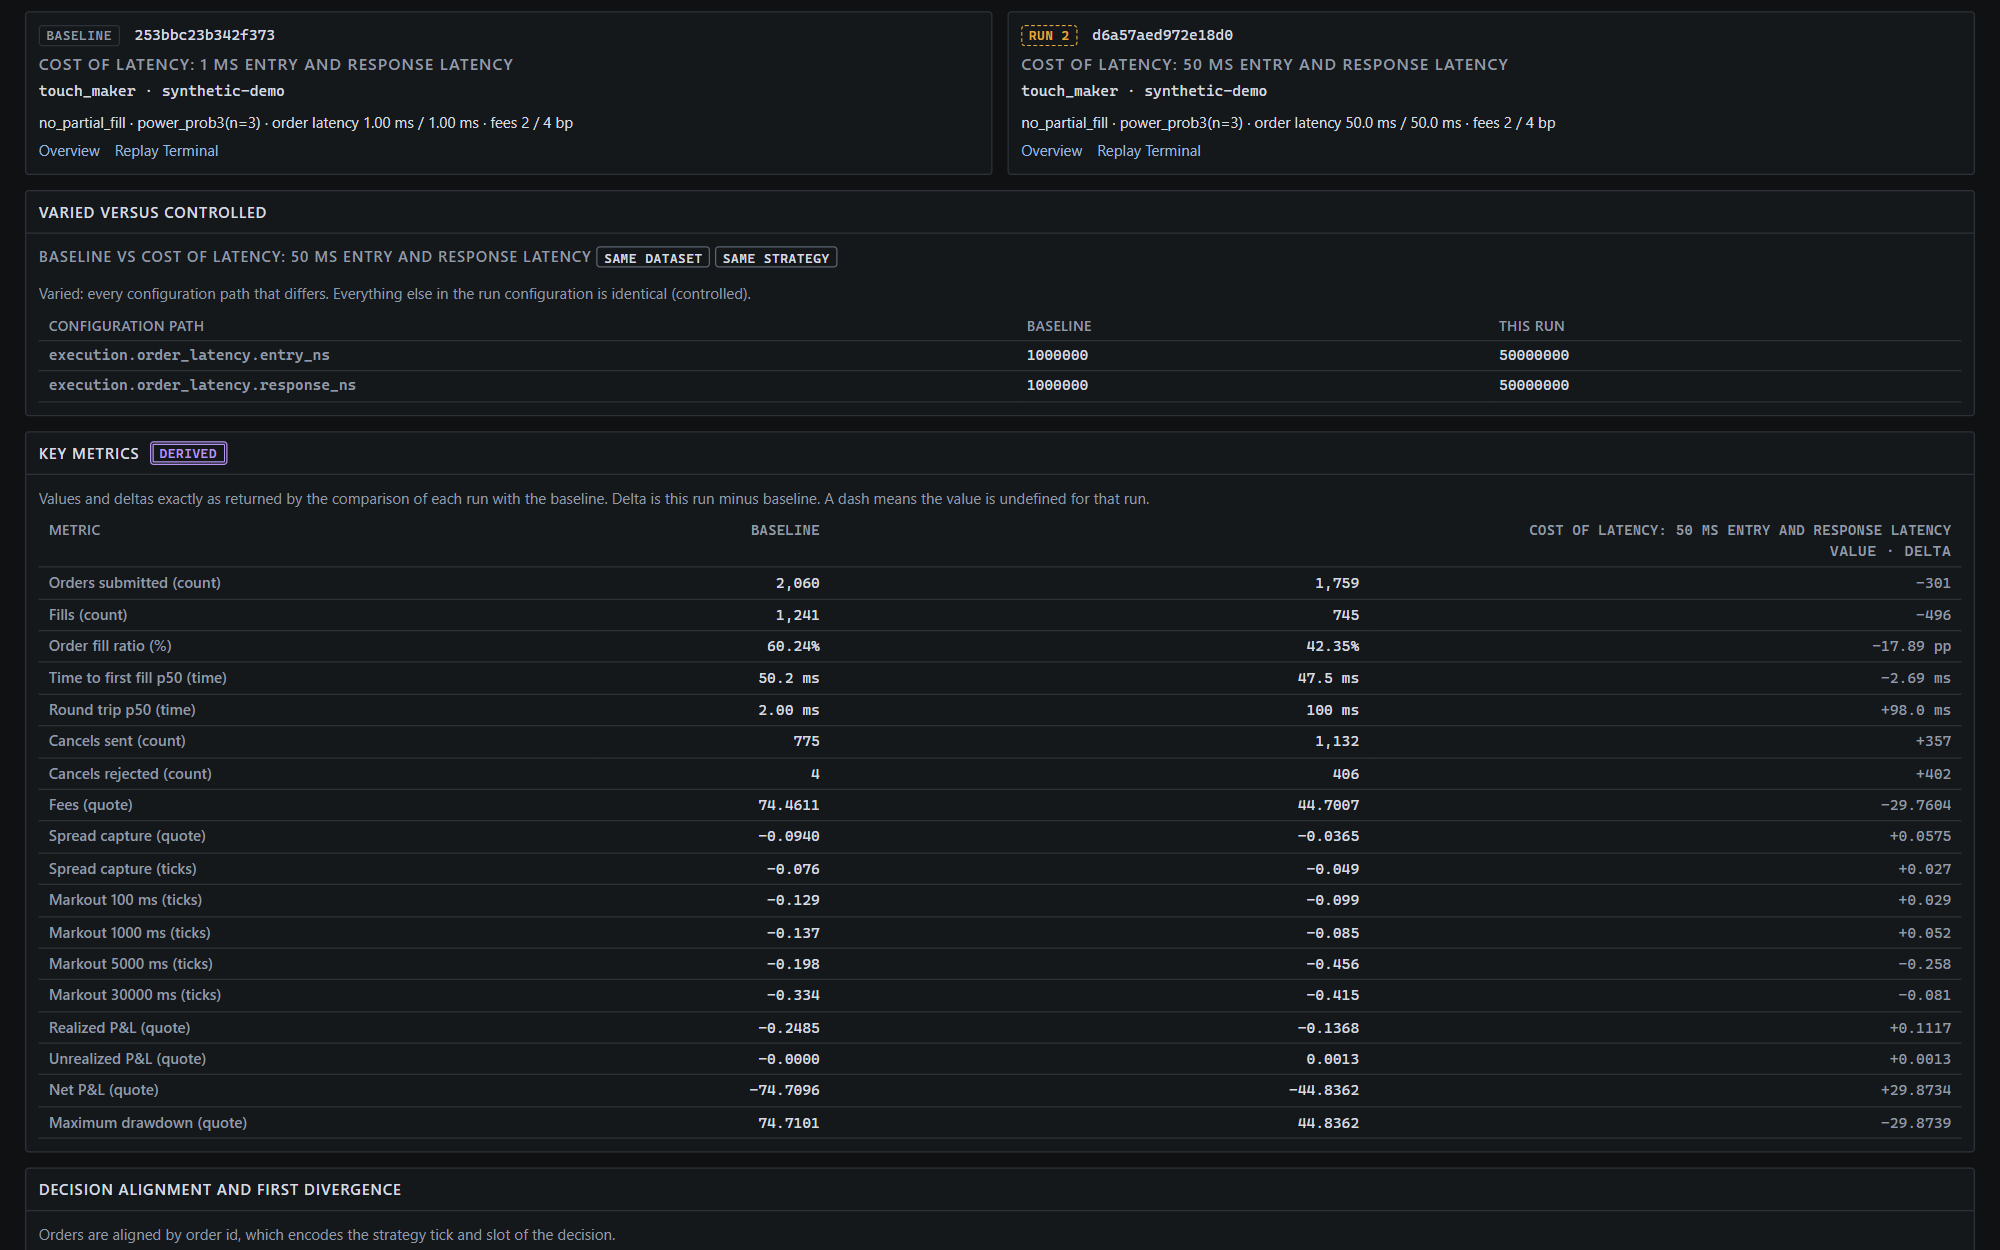 BASELINE 253bbc23b342f373
COST OF LATENCY: 1 MS ENTRY AND RESPONSE LATENCY
touch_maker · synthetic-demo
no_partial_fill · power_prob3(n=3) · order latency 1.00 ms / 1.00 ms · fees 2 / 4 bp
Overview Replay Terminal
RUN 2 d6a57aed972e18d0
COST OF LATENCY: 50 MS ENTRY AND RESPONSE LATENCY
touch_maker · synthetic-demo
no_partial_fill · power_prob3(n=3) · order latency 50.0 ms / 50.0 ms · fees 2 / 4 bp
Overview Replay Terminal
VARIED VERSUS CONTROLLED
BASELINE VS COST OF LATENCY: 50 MS ENTRY AND RESPONSE LATENCY SAME DATASET SAME STRATEGY
Varied: every configuration path that differs. Everything else in the run configuration is identical (controlled).
CONFIGURATION PATH BASELINE THIS RUN
execution.order_latency.entry_ns 1000000 50000000
execution.order_latency.response_ns 1000000 50000000
KEY METRICS DERIVED
Values and deltas exactly as returned by the comparison of each run with the baseline. Delta is this run minus baseline. A dash means the value is undefined for that run.
METRIC BASELINE COST OF LATENCY: 50 MS ENTRY AND RESPONSE LATENCY
VALUE · DELTA
Orders submitted (count) 2,060 1,759 −301
Fills (count) 1,241 745 −496
Order fill ratio (%) 60.24% 42.35% −17.89 pp
Time to first fill p50 (time) 50.2 ms 47.5 ms −2.69 ms
Round trip p50 (time) 2.00 ms 100 ms +98.0 ms
Cancels sent (count) 775 1,132 +357
Cancels rejected (count) 4 406 +402
Fees (quote) 74.4611 44.7007 −29.7604
Spread capture (quote) −0.0940 −0.0365 +0.0575
Spread capture (ticks) −0.076 −0.049 +0.027
Markout 100 ms (ticks) −0.129 −0.099 +0.029
Markout 1000 ms (ticks) −0.137 −0.085 +0.052
Markout 5000 ms (ticks) −0.198 −0.456 −0.258
Markout 30000 ms (ticks) −0.334 −0.415 −0.081
Realized P&L (quote) −0.2485 −0.1368 +0.1117
Unrealized P&L (quote) −0.0000 0.0013 +0.0013
Net P&L (quote) −74.7096 −44.8362 +29.8734
Maximum drawdown (quote) 74.7101 44.8362 −29.8739
DECISION ALIGNMENT AND FIRST DIVERGENCE
Orders are aligned by order id, which encodes the strategy tick and slot of the decision.